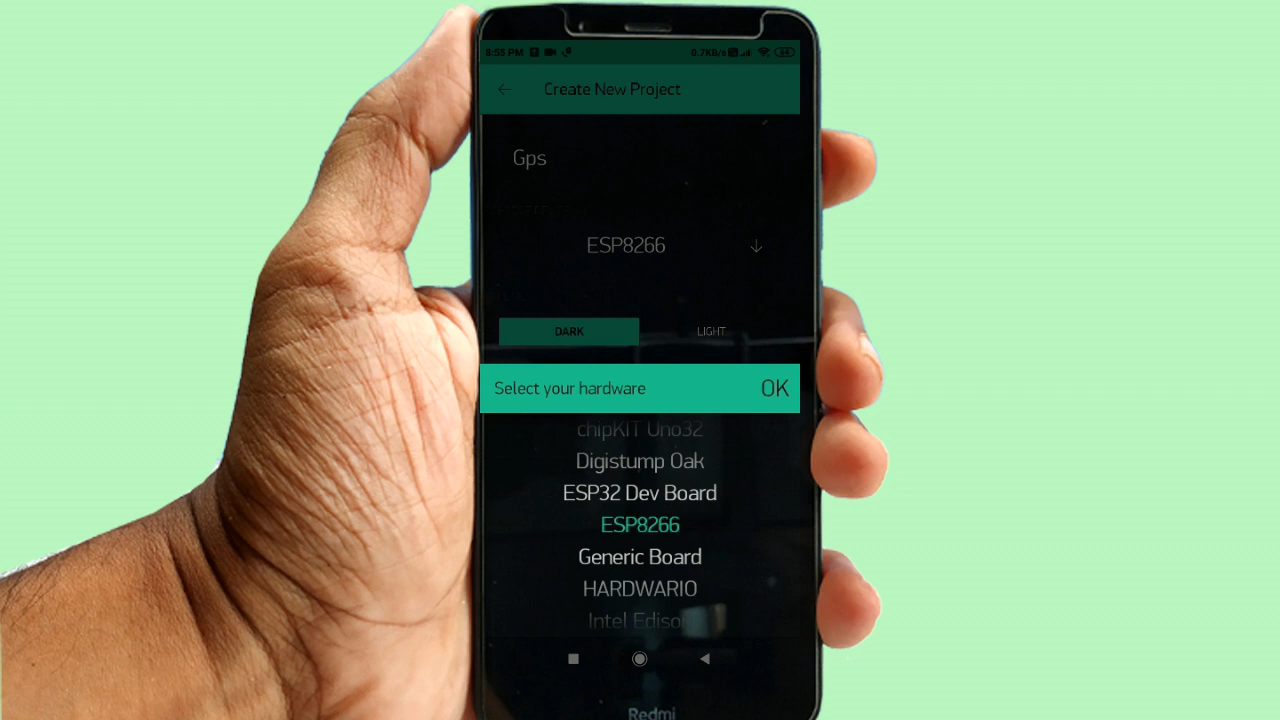 8:55 PM 0.7KB/s
Create New Project
Gps
ESP8266
DARK LIGHT
Select your hardware OK
chipKIT Uno32
Digistump Oak
ESP32 Dev Board
ESP8266
Generic Board
HARDWARIO
Intel Edison
Redmi